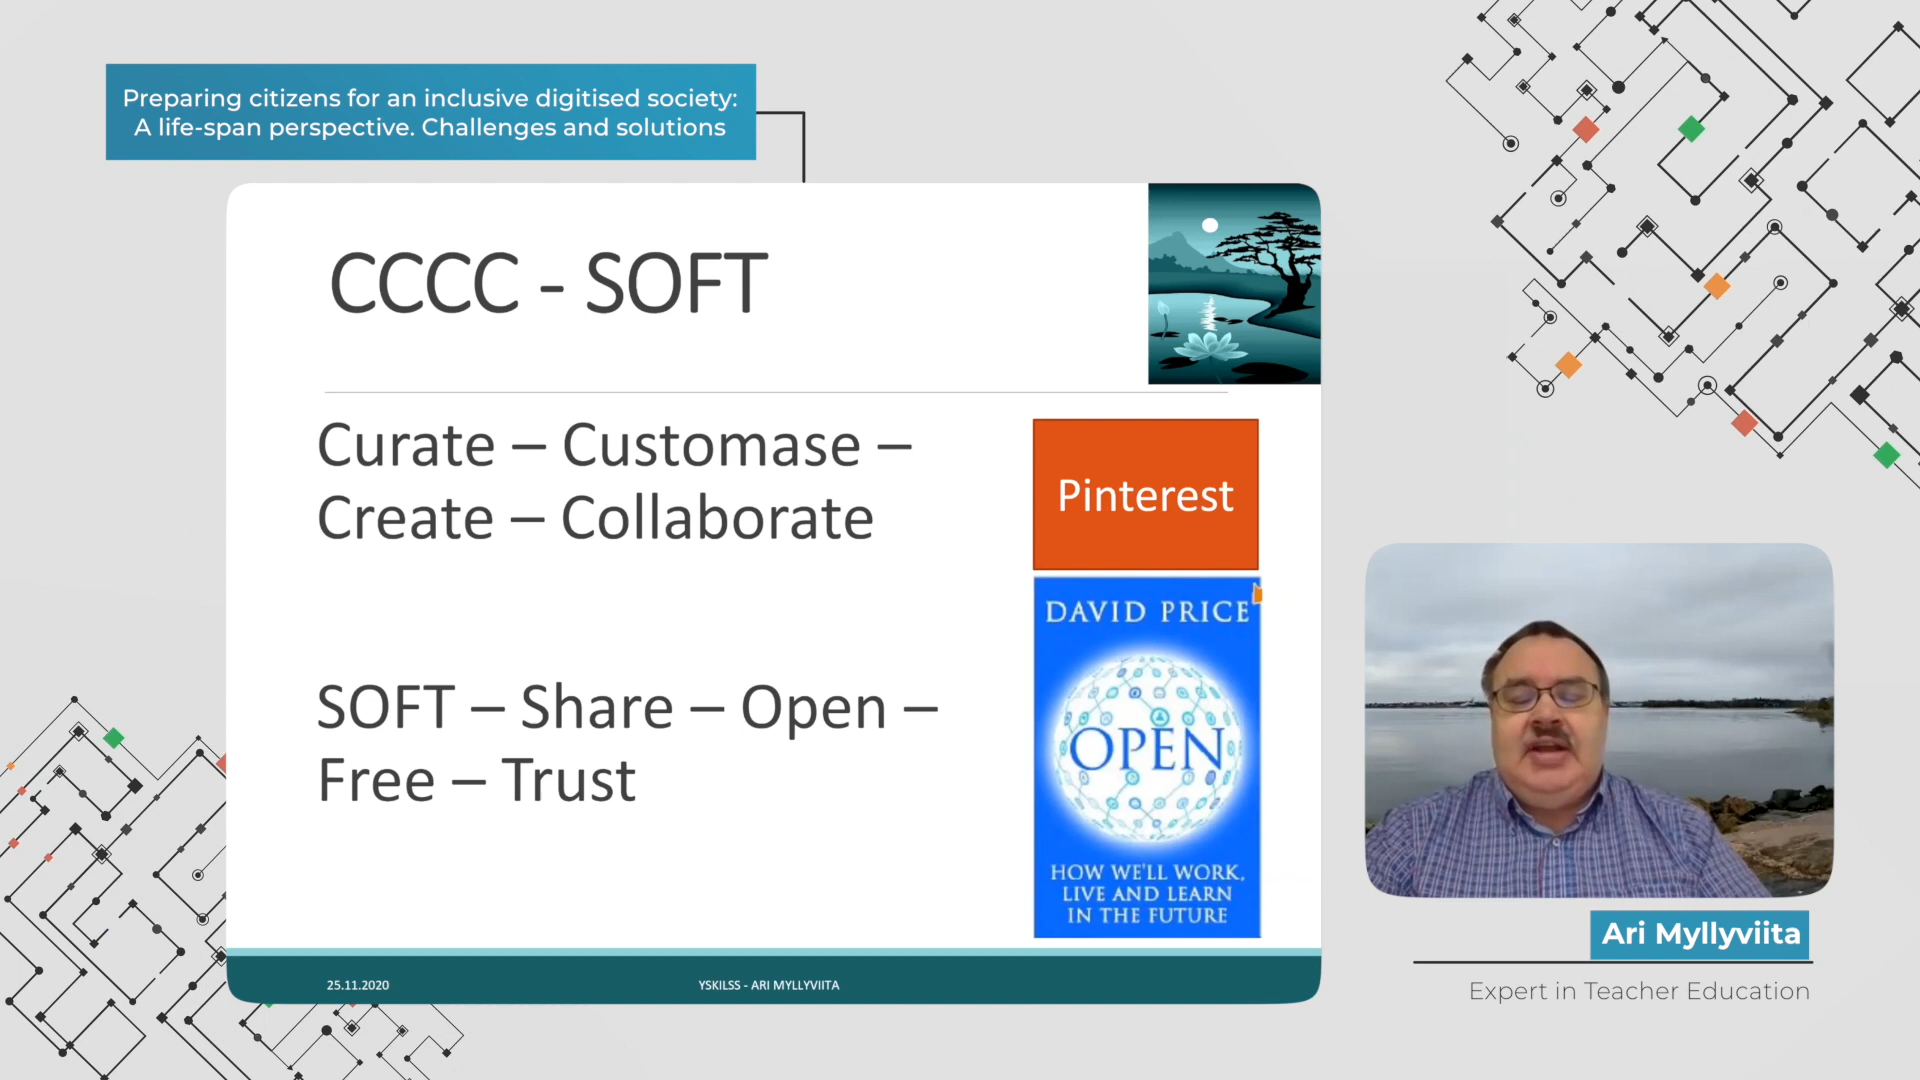 Preparing citizens for an inclusive digitised society:
A life-span perspective. Challenges and solutions
CCCC - SOFT
Curate – Customase –
Create – Collaborate
Pinterest
SOFT – Share – Open –
Free – Trust
DAVID PRICE
OPEN
HOW WE'LL WORK,
LIVE AND LEARN
IN THE FUTURE
25.11.2020
YSKILSS - ARI MYLLYVIITA
Ari Myllyviita
Expert in Teacher Education